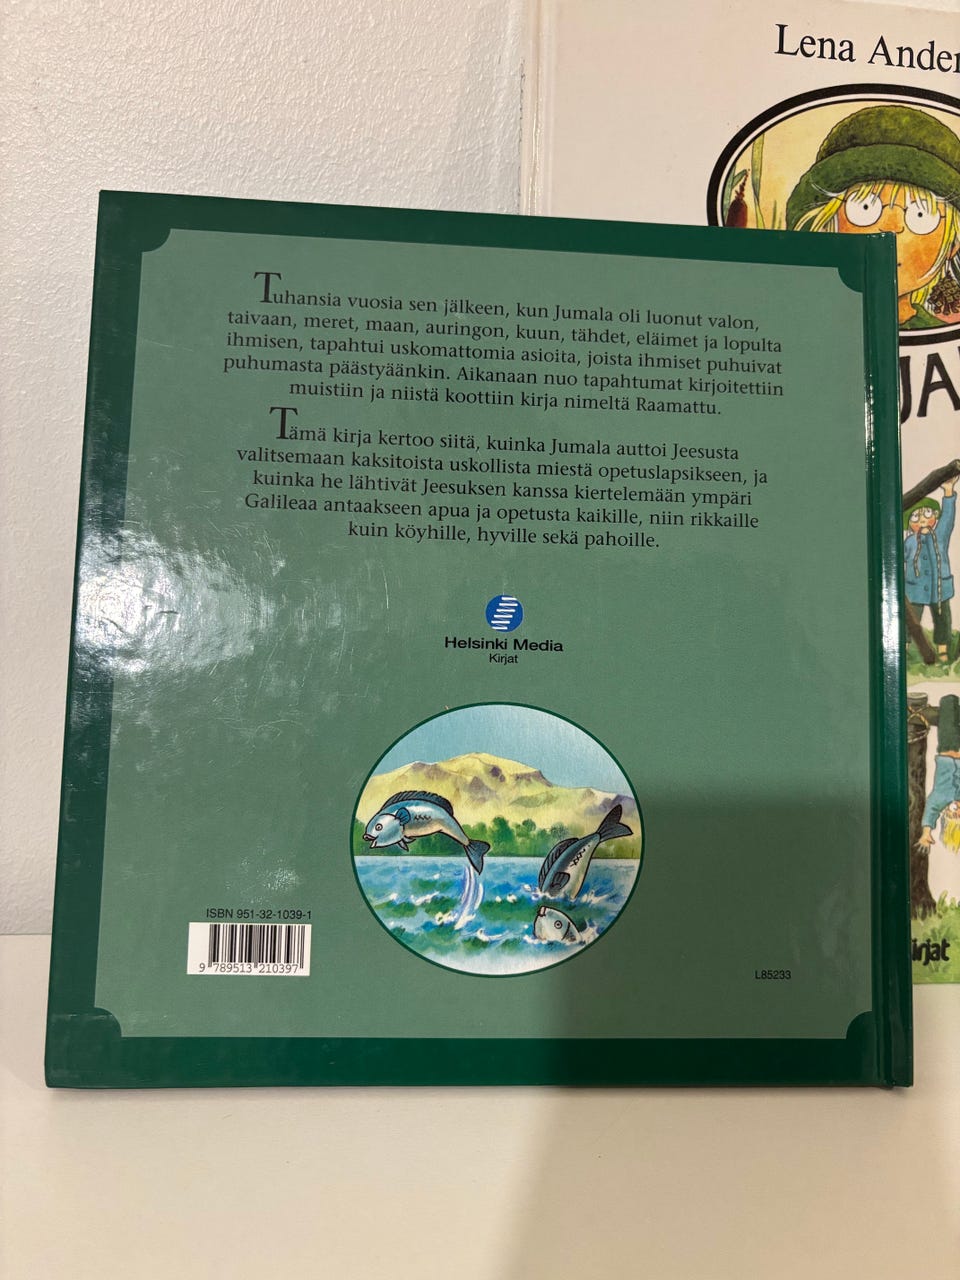 Lena Ander
JA
Tuhansia vuosia sen jälkeen, kun Jumala oli luonut valon,
taivaan, meret, maan, auringon, kuun, tähdet, eläimet ja lopulta
ihmisen, tapahtui uskomattomia asioita, joista ihmiset puhuivat
puhumasta päästyäänkin. Aikanaan nuo tapahtumat kirjoitettiin
muistiin ja niistä koottiin kirja nimeltä Raamattu.
Tämä kirja kertoo siitä, kuinka Jumala auttoi Jeesusta
valitsemaan kaksitoista uskollista miestä opetuslapsikseen, ja
kuinka he lähtivät Jeesuksen kanssa kiertelemään ympäri
Galileaa antaakseen apua ja opetusta kaikille, niin rikkaille
kuin köyhille, hyville sekä pahoille.
Helsinki Media
Kirjat
ISBN 951-32-1039-1
9 789513 210397
L85233
irjat